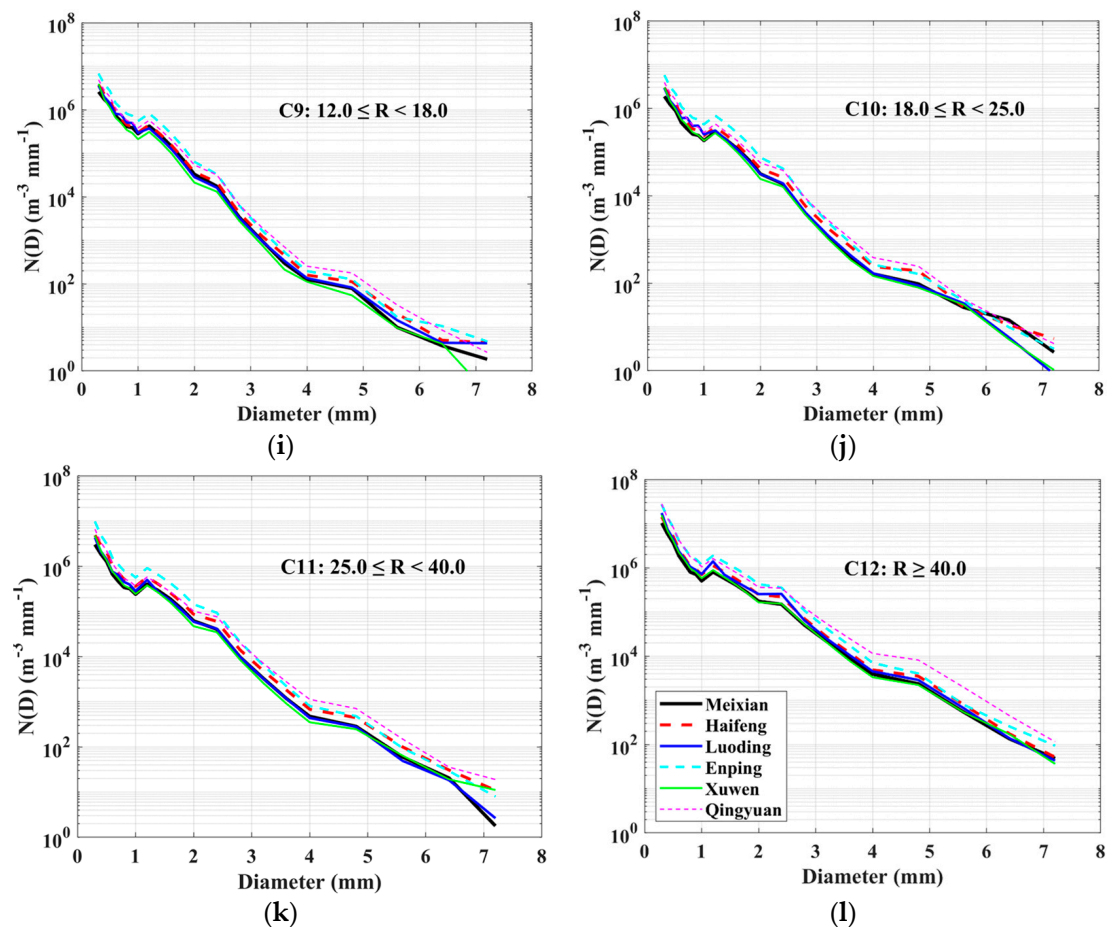 10^8
10^6
10^4
10^2
10^0
N(D) (m^-3 mm^-1)
C9: 12.0 ≤ R < 18.0
0 1 2 3 4 5 6 7 8
Diameter (mm)
(i)
10^8
10^6
10^4
10^2
10^0
N(D) (m^-3 mm^-1)
C10: 18.0 ≤ R < 25.0
0 1 2 3 4 5 6 7 8
Diameter (mm)
(j)
10^8
10^6
10^4
10^2
10^0
N(D) (m^-3 mm^-1)
C11: 25.0 ≤ R < 40.0
0 1 2 3 4 5 6 7 8
Diameter (mm)
(k)
10^8
10^6
10^4
10^2
10^0
N(D) (m^-3 mm^-1)
C12: R ≥ 40.0
Meixian
Haifeng
Luoding
Enping
Xuwen
Qingyuan
0 1 2 3 4 5 6 7 8
Diameter (mm)
(l)